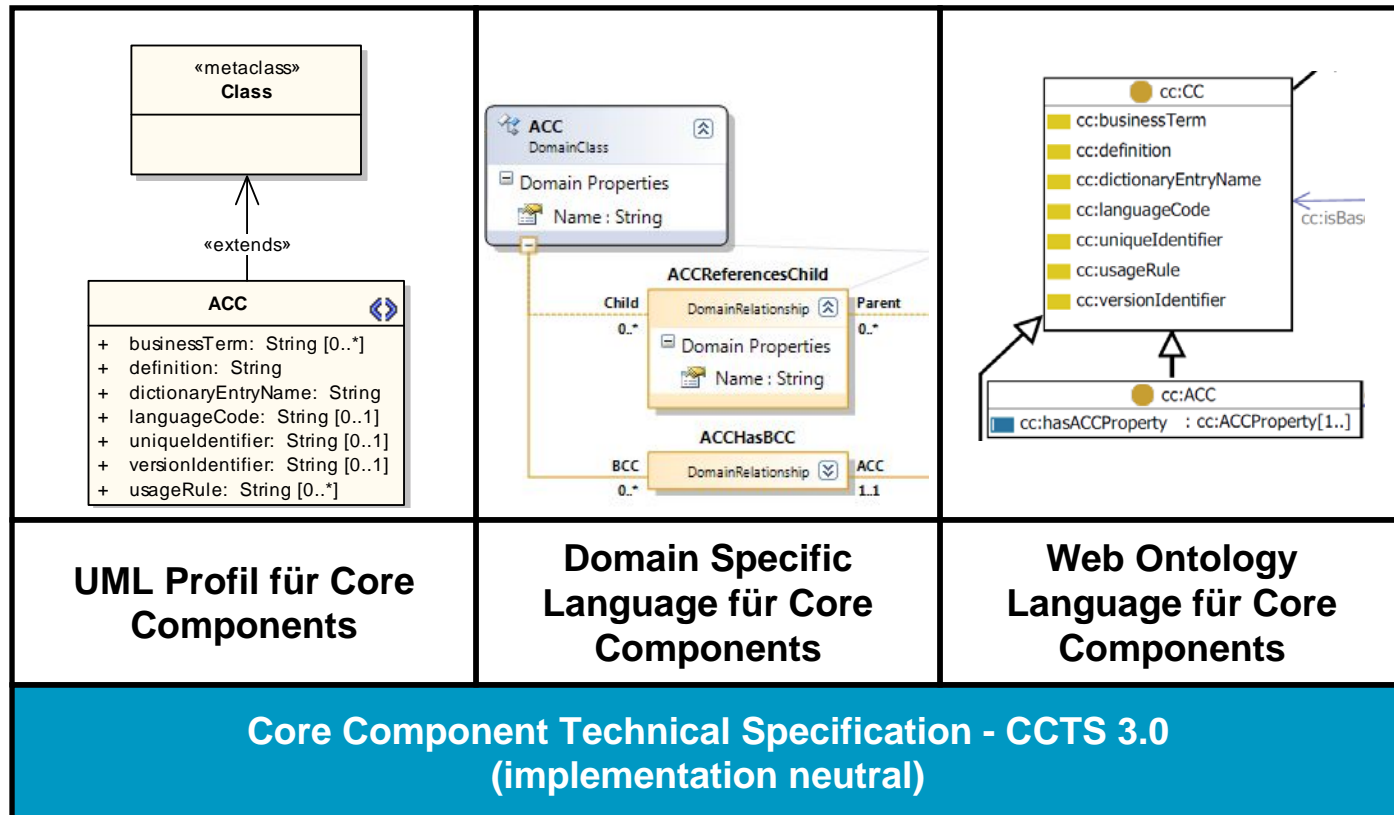 «metaclass»
Class
«extends»
ACC
+ businessTerm: String [0..*]
+ definition: String
+ dictionaryEntryName: String
+ languageCode: String [0..1]
+ uniqueIdentifier: String [0..1]
+ versionIdentifier: String [0..1]
+ usageRule: String [0..*]
ACC
DomainClass
Domain Properties
Name : String
ACCReferencesChild
Child
DomainRelationship
Parent
0..*
0..*
Domain Properties
Name : String
ACCHasBCC
BCC
DomainRelationship
ACC
0..*
1..1
cc:CC
cc:businessTerm
cc:definition
cc:dictionaryEntryName
cc:languageCode
cc:uniqueIdentifier
cc:usageRule
cc:versionIdentifier
cc:isBas
cc:ACC
cc:hasACCProperty : cc:ACCProperty[1..]
UML Profil für Core
Components
Domain Specific
Language für Core
Components
Web Ontology
Language für Core
Components
Core Component Technical Specification - CCTS 3.0
(implementation neutral)